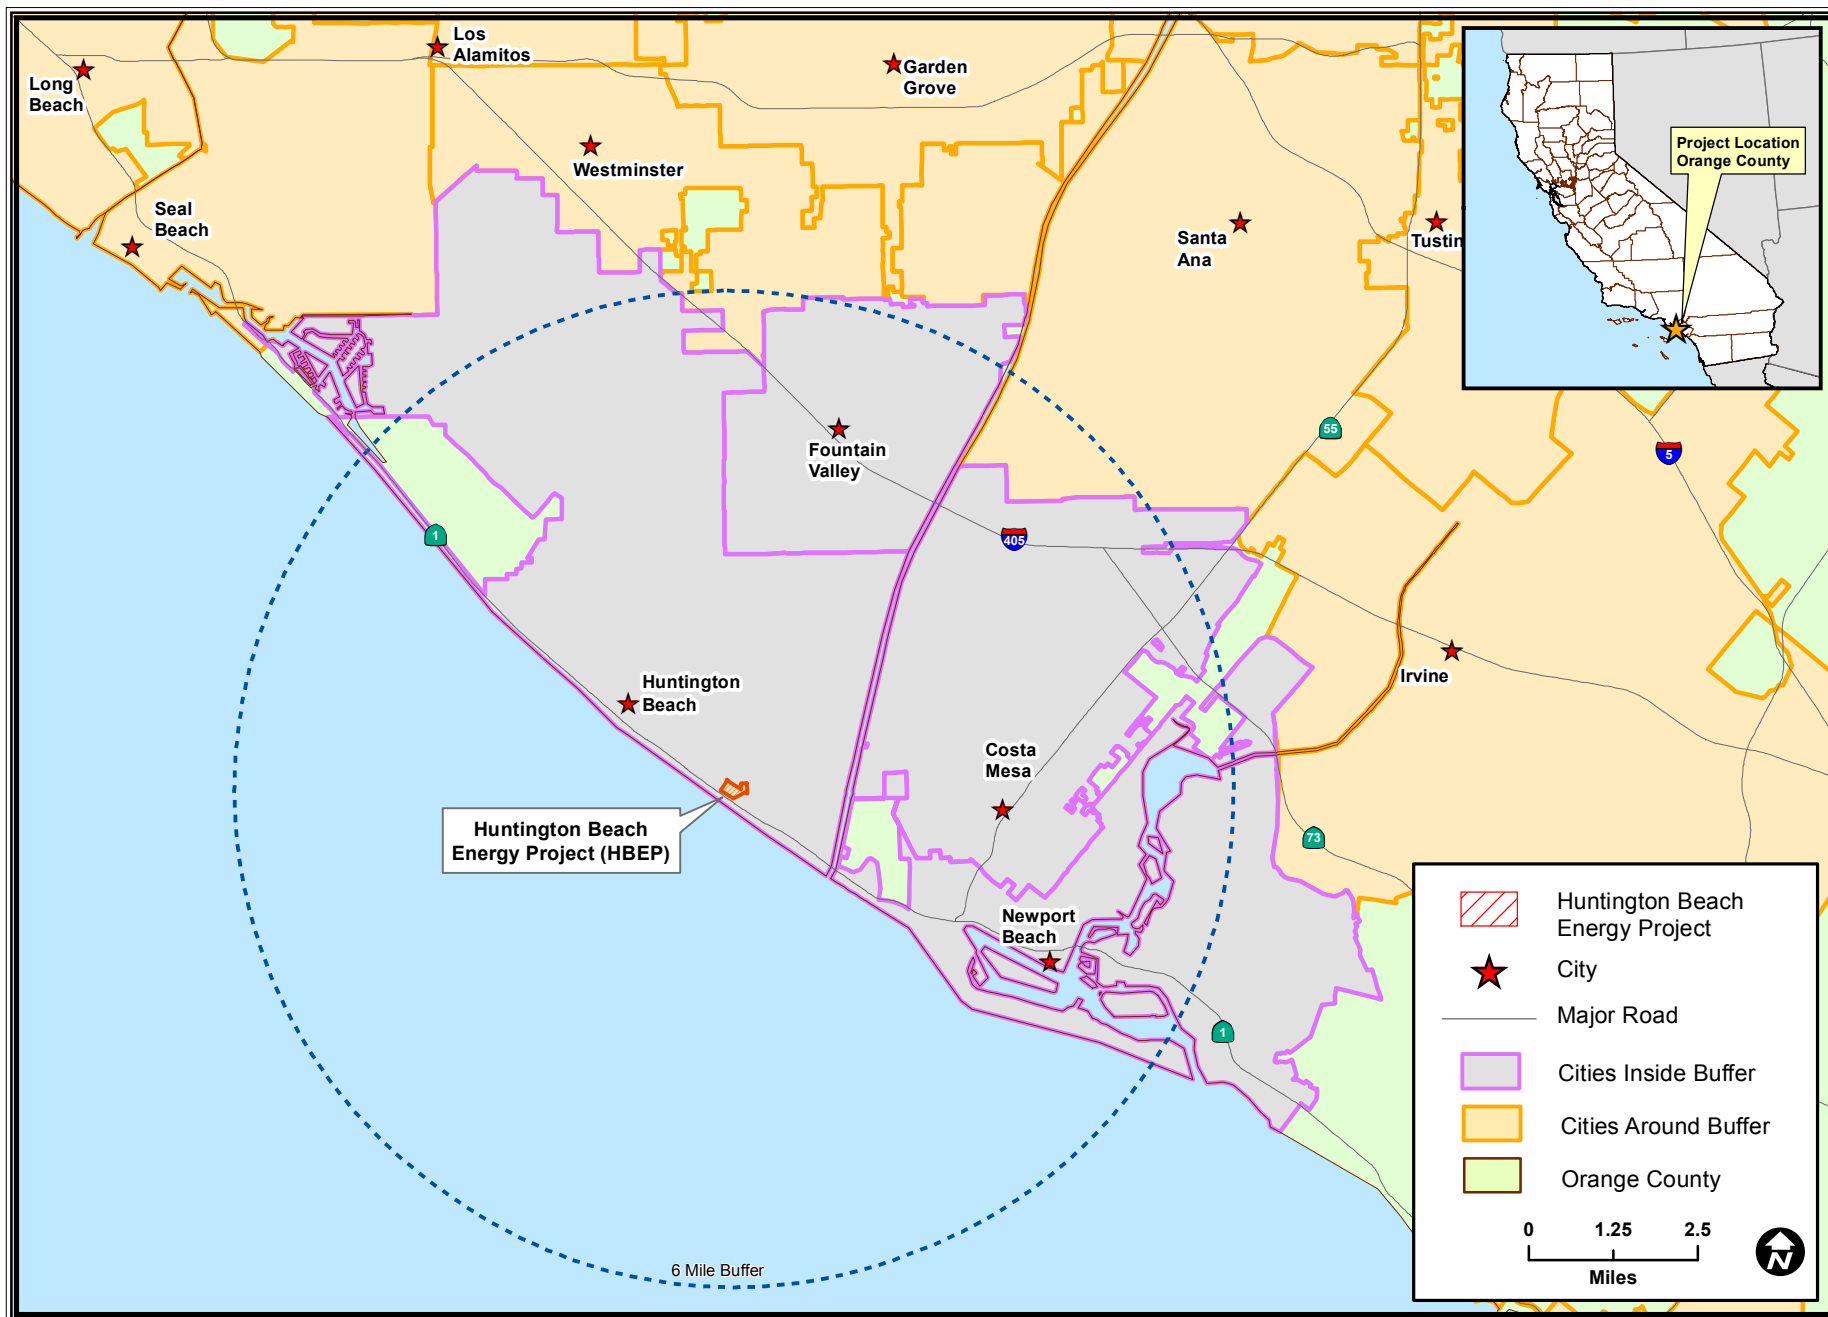 Los
Alamitos
Long
Beach
Garden
Grove
Westminster
Seal
Beach
Santa
Ana
Tustin
Project Location
Orange County
Fountain
Valley
55
5
1
405
Huntington
Beach
Irvine
Costa
Mesa
Huntington Beach
Energy Project (HBEP)
73
Newport
Beach
1
6 Mile Buffer
Huntington Beach
Energy Project
City
Major Road
Cities Inside Buffer
Cities Around Buffer
Orange County
0 1.25 2.5
Miles
N